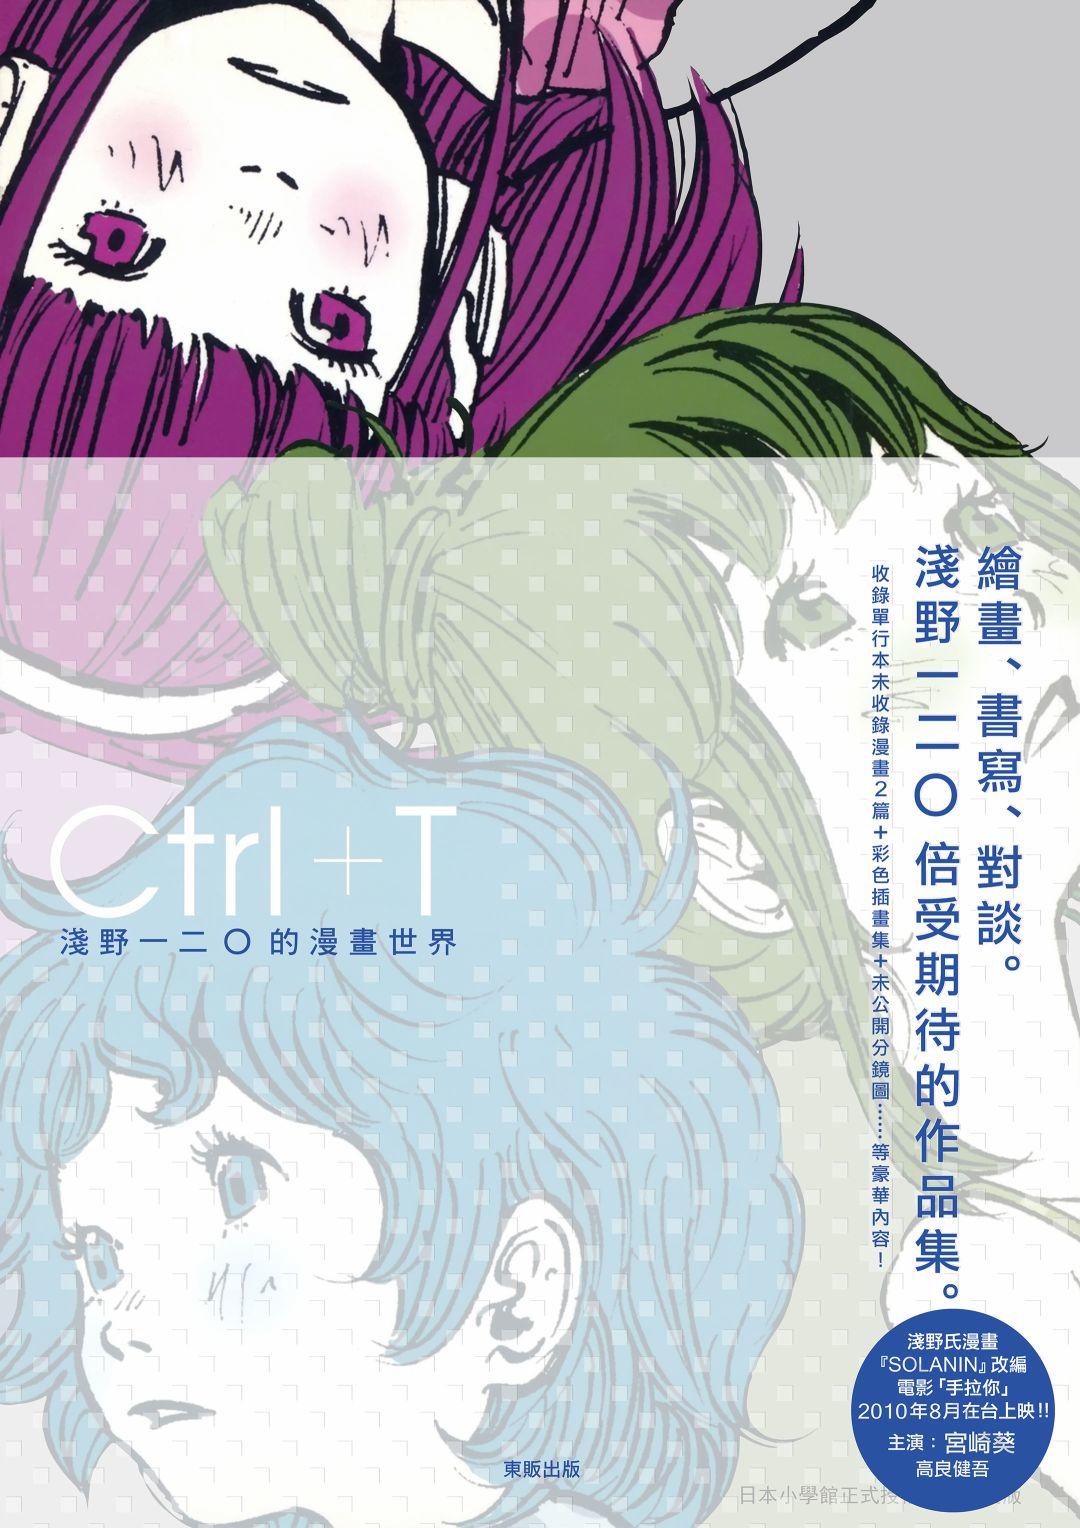 繪畫、書寫、對談。
淺野一二〇倍受期待的作品集。
收錄單行本未收錄漫畫2篇+彩色插畫集+未公開分鏡圖……等豪華內容!
Ctrl+T
淺野一二〇的漫畫世界
淺野氏漫畫
『SOLANIN』改編
電影「手拉你」
2010年8月在台上映!!
主演：宮崎葵
高良健吾
東販出版
日本小學館正式授
版